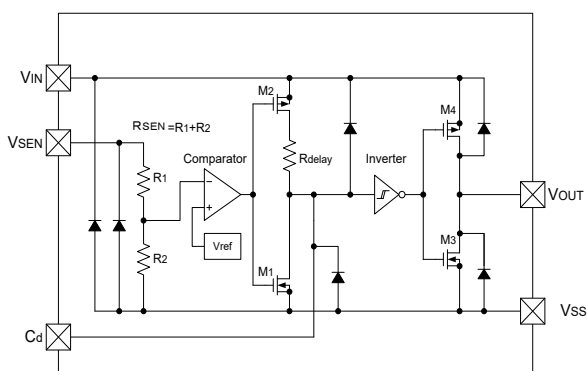 VIN
M2
M4
VSEN
RSEN=R1+R2
Comparator
Rdelay
Inverter
R1
−
+
VOUT
Vref
R2
M1
M3
VSS
Cd